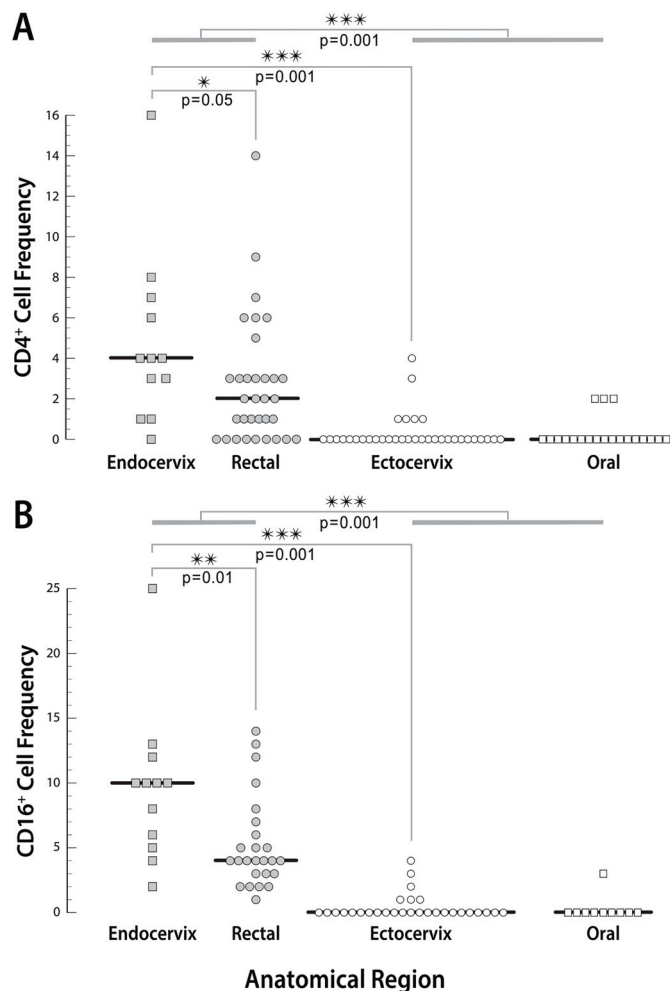 A
✳✳✳
p=0.001
✳✳✳
p=0.001
✳
p=0.05
16
14
12
10
8
6
4
2
0
CD4⁺ Cell Frequency
Endocervix Rectal Ectocervix Oral
B
✳✳✳
p=0.001
✳✳✳
p=0.001
✳✳
p=0.01
25
20
15
10
5
0
CD16⁺ Cell Frequency
Endocervix Rectal Ectocervix Oral
Anatomical Region